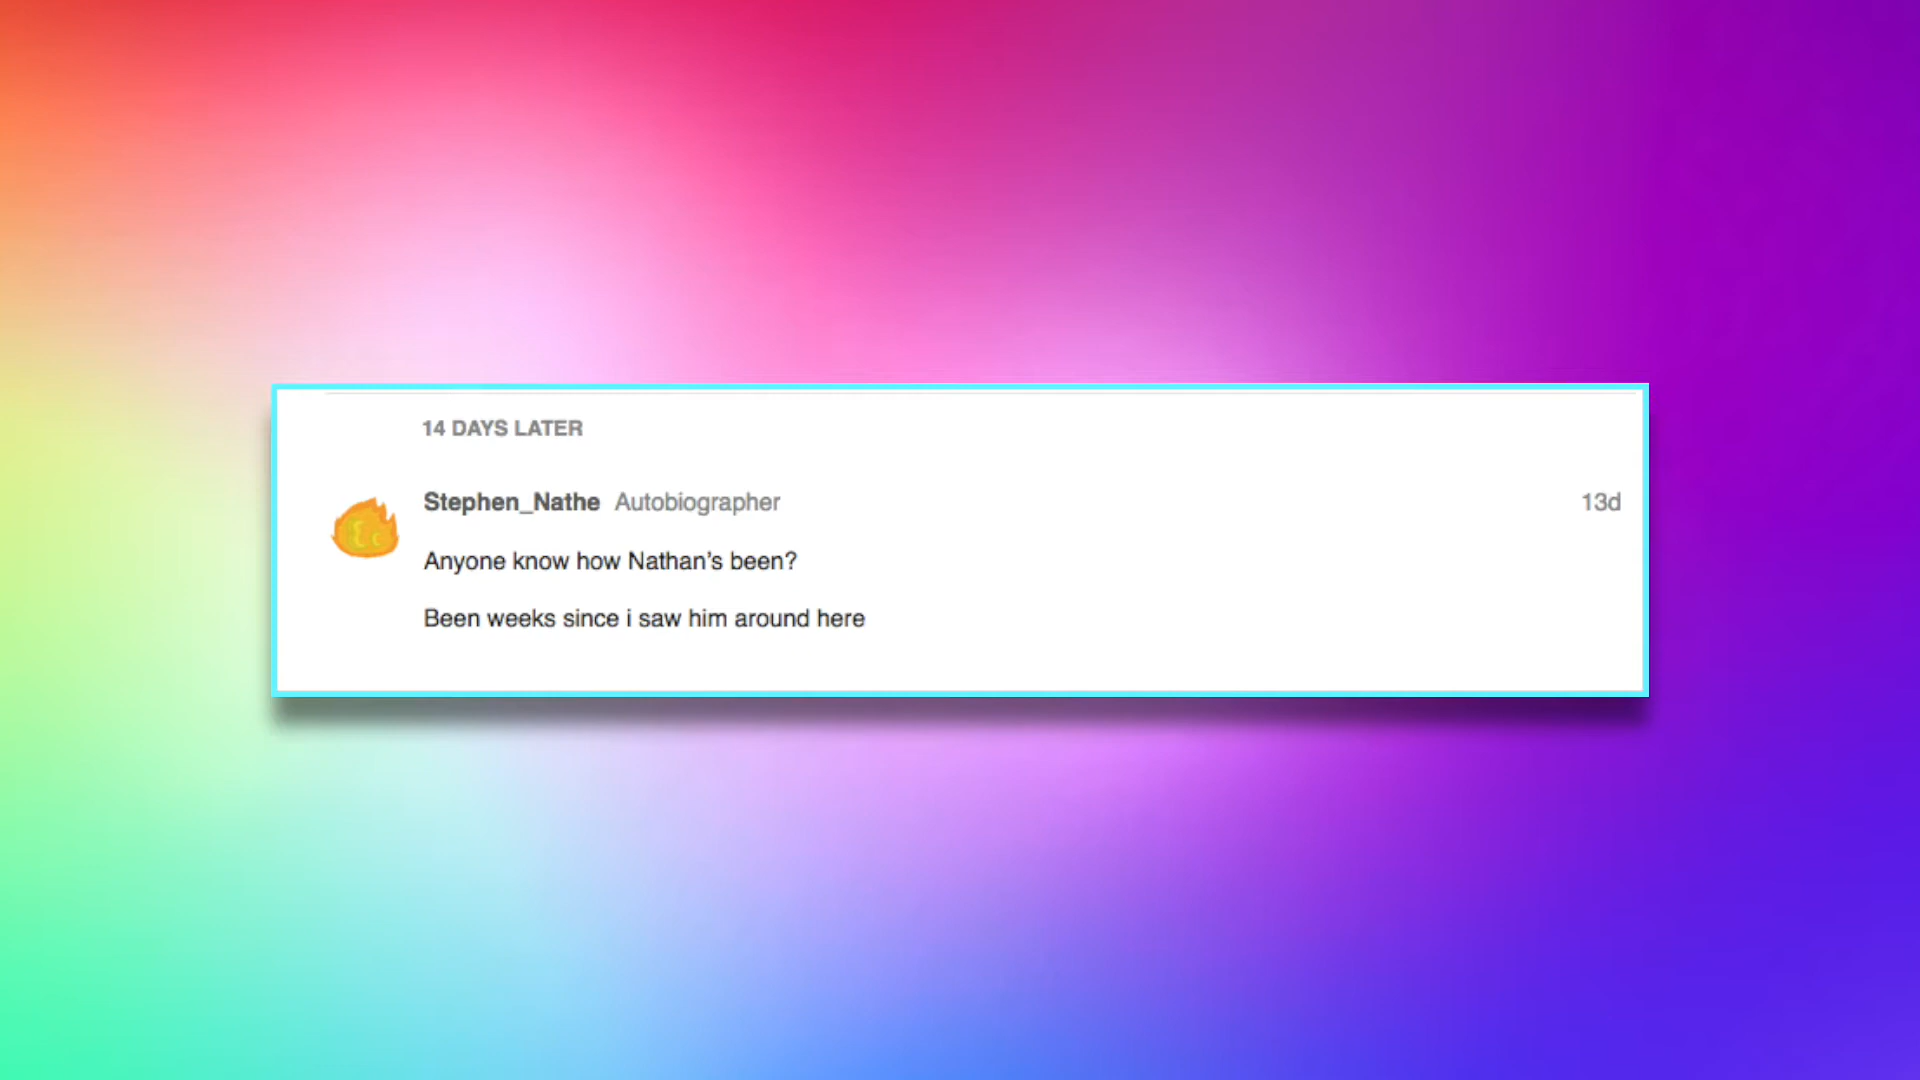 14 DAYS LATER
Stephen_Nathe Autobiographer 13d
Anyone know how Nathan’s been?
Been weeks since i saw him around here